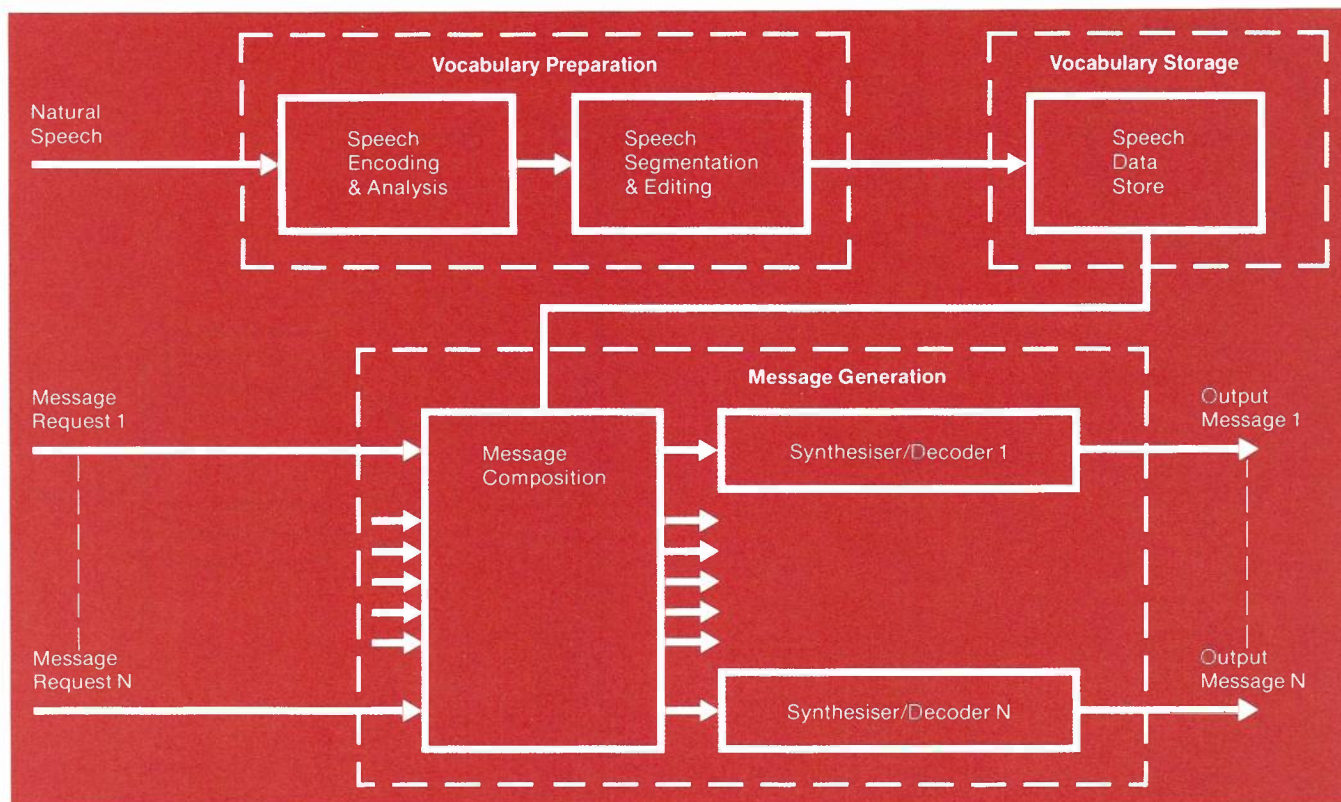 Vocabulary Preparation
Vocabulary Storage
Natural
Speech
Speech
Encoding
& Analysis
Speech
Segmentation
& Editing
Speech
Data
Store
Message Generation
Message
Request 1
Message
Composition
Synthesiser/Decoder 1
Output
Message 1
Message
Request N
Synthesiser/Decoder N
Output
Message N